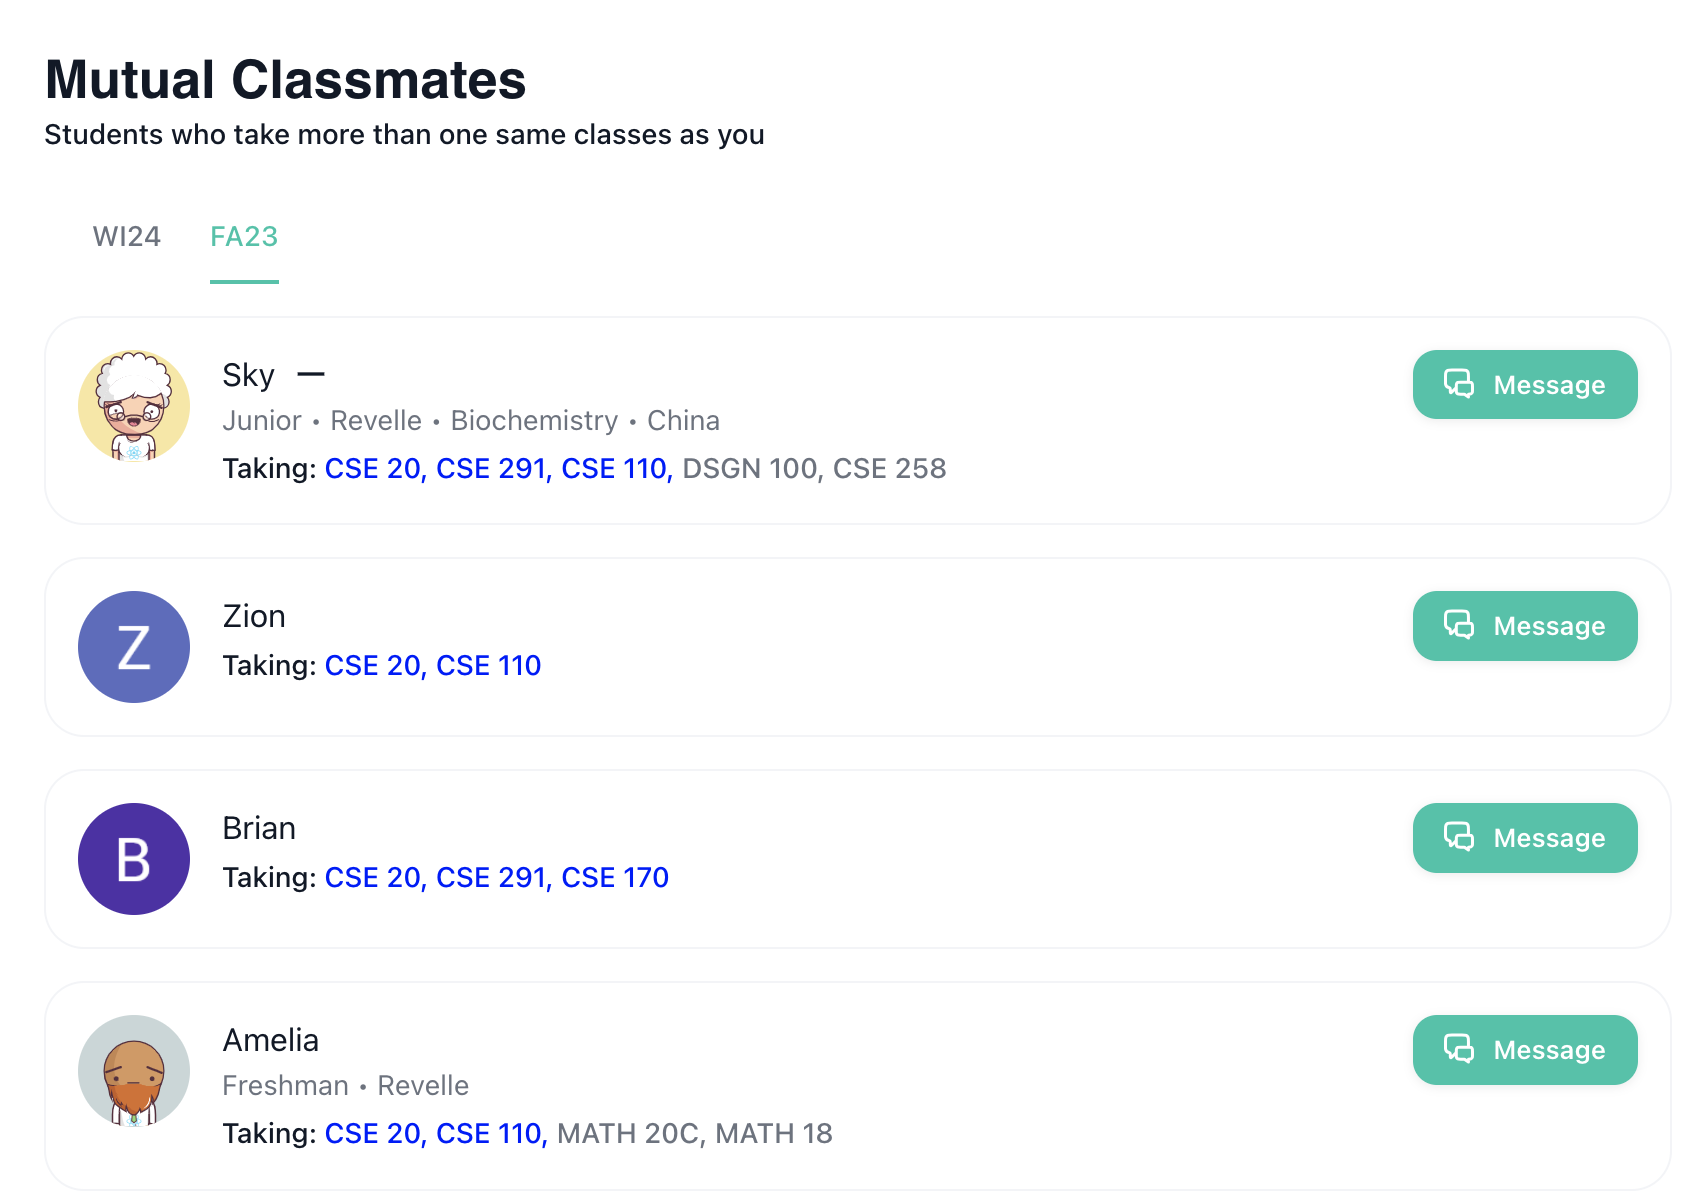 Mutual Classmates
Students who take more than one same classes as you
WI24 FA23
Sky —
Message
Junior • Revelle • Biochemistry • China
Taking: CSE 20, CSE 291, CSE 110, DSGN 100, CSE 258
Z
Zion
Message
Taking: CSE 20, CSE 110
B
Brian
Message
Taking: CSE 20, CSE 291, CSE 170
Amelia
Message
Freshman • Revelle
Taking: CSE 20, CSE 110, MATH 20C, MATH 18